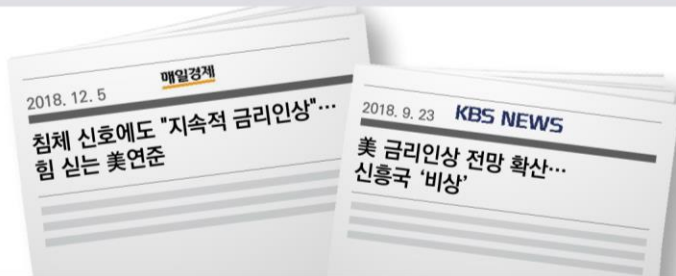 매일경제
2018. 12. 5
침체 신호에도 "지속적 금리인상"…
힘 싣는 美연준
2018. 9. 23 KBS NEWS
美 금리인상 전망 확산…
신흥국 ‘비상’